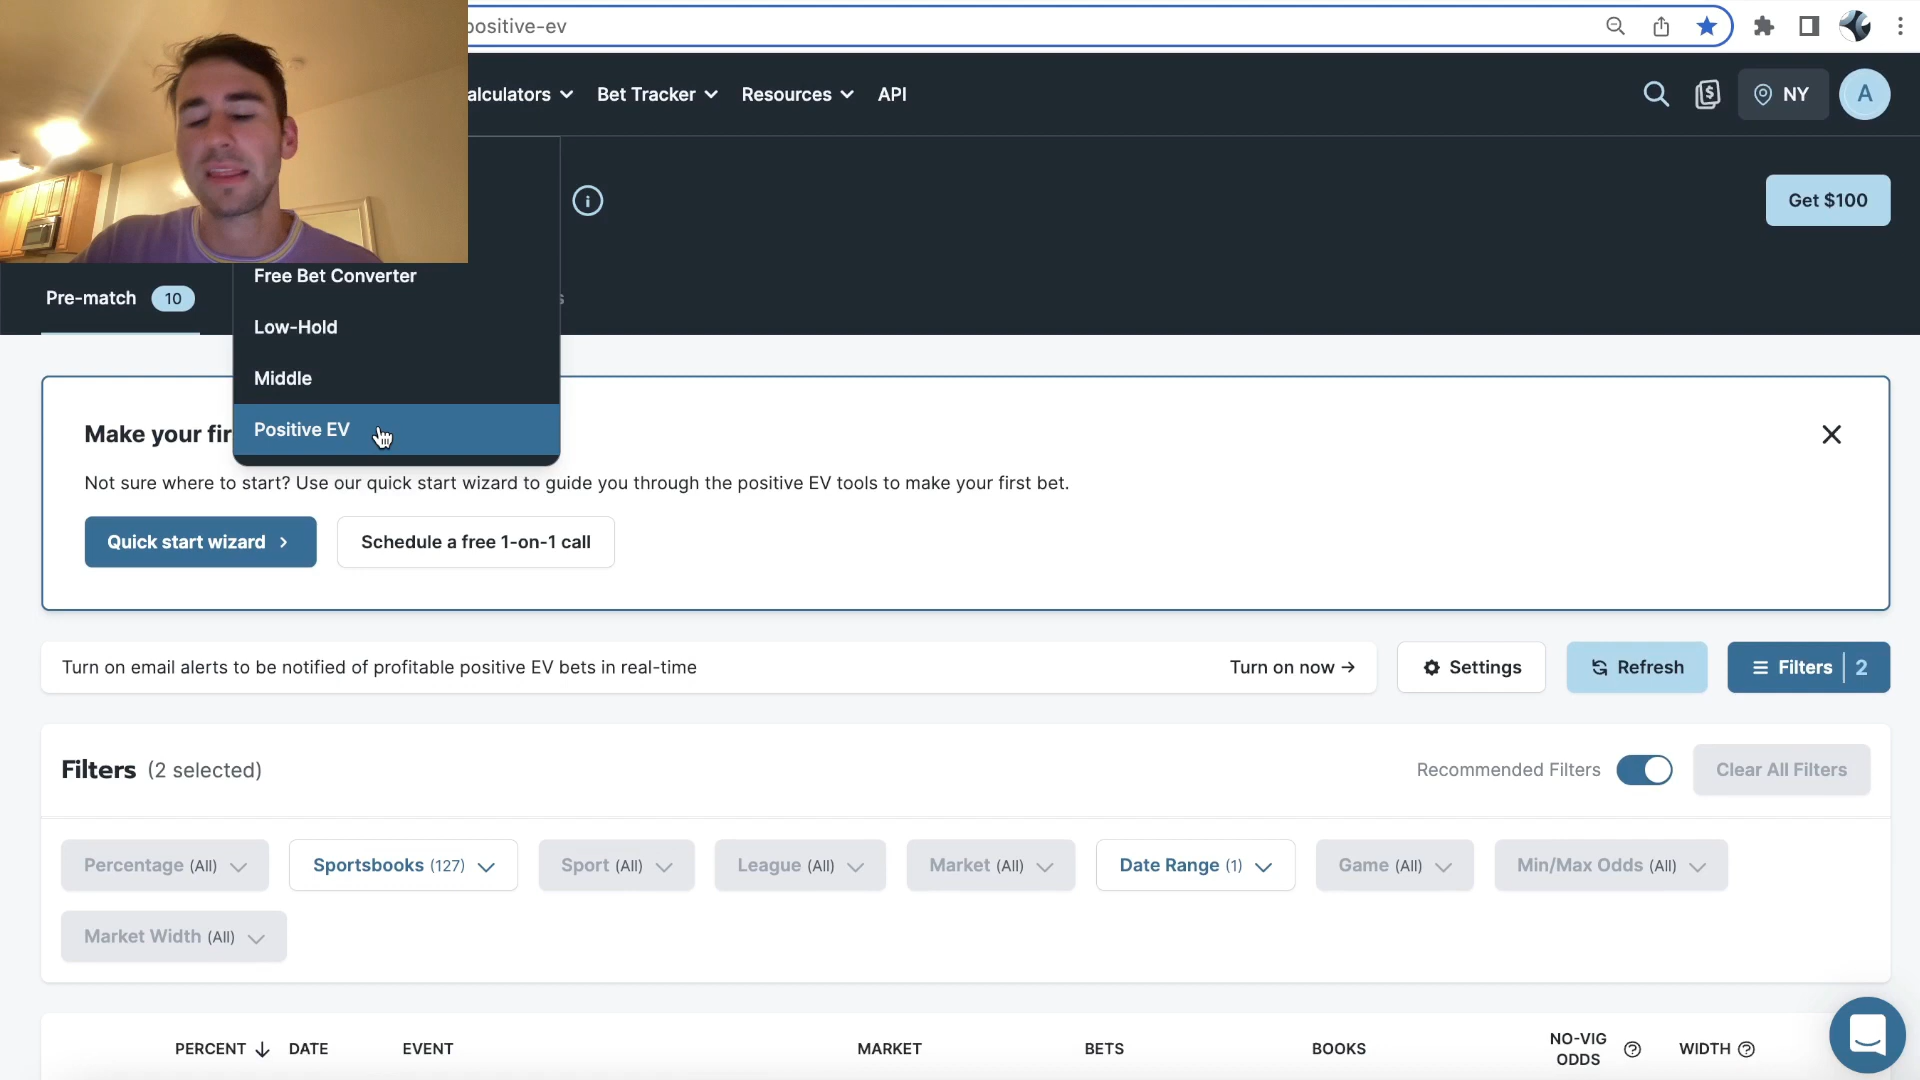 positive-ev
alculators
Bet Tracker
Resources
API
NY
A
Get $100
Free Bet Converter
Pre-match 10
s
Low-Hold
Middle
Positive EV
Make your fir
Not sure where to start? Use our quick start wizard to guide you through the positive EV tools to make your first bet.
Quick start wizard
Schedule a free 1-on-1 call
Turn on email alerts to be notified of profitable positive EV bets in real-time
Turn on now →
Settings
Refresh
Filters 2
Filters (2 selected)
Recommended Filters
Clear All Filters
Percentage (All)
Sportsbooks (127)
Sport (All)
League (All)
Market (All)
Date Range (1)
Game (All)
Min/Max Odds (All)
Market Width (All)
PERCENT
DATE
EVENT
MARKET
BETS
BOOKS
NO-VIG
ODDS
WIDTH